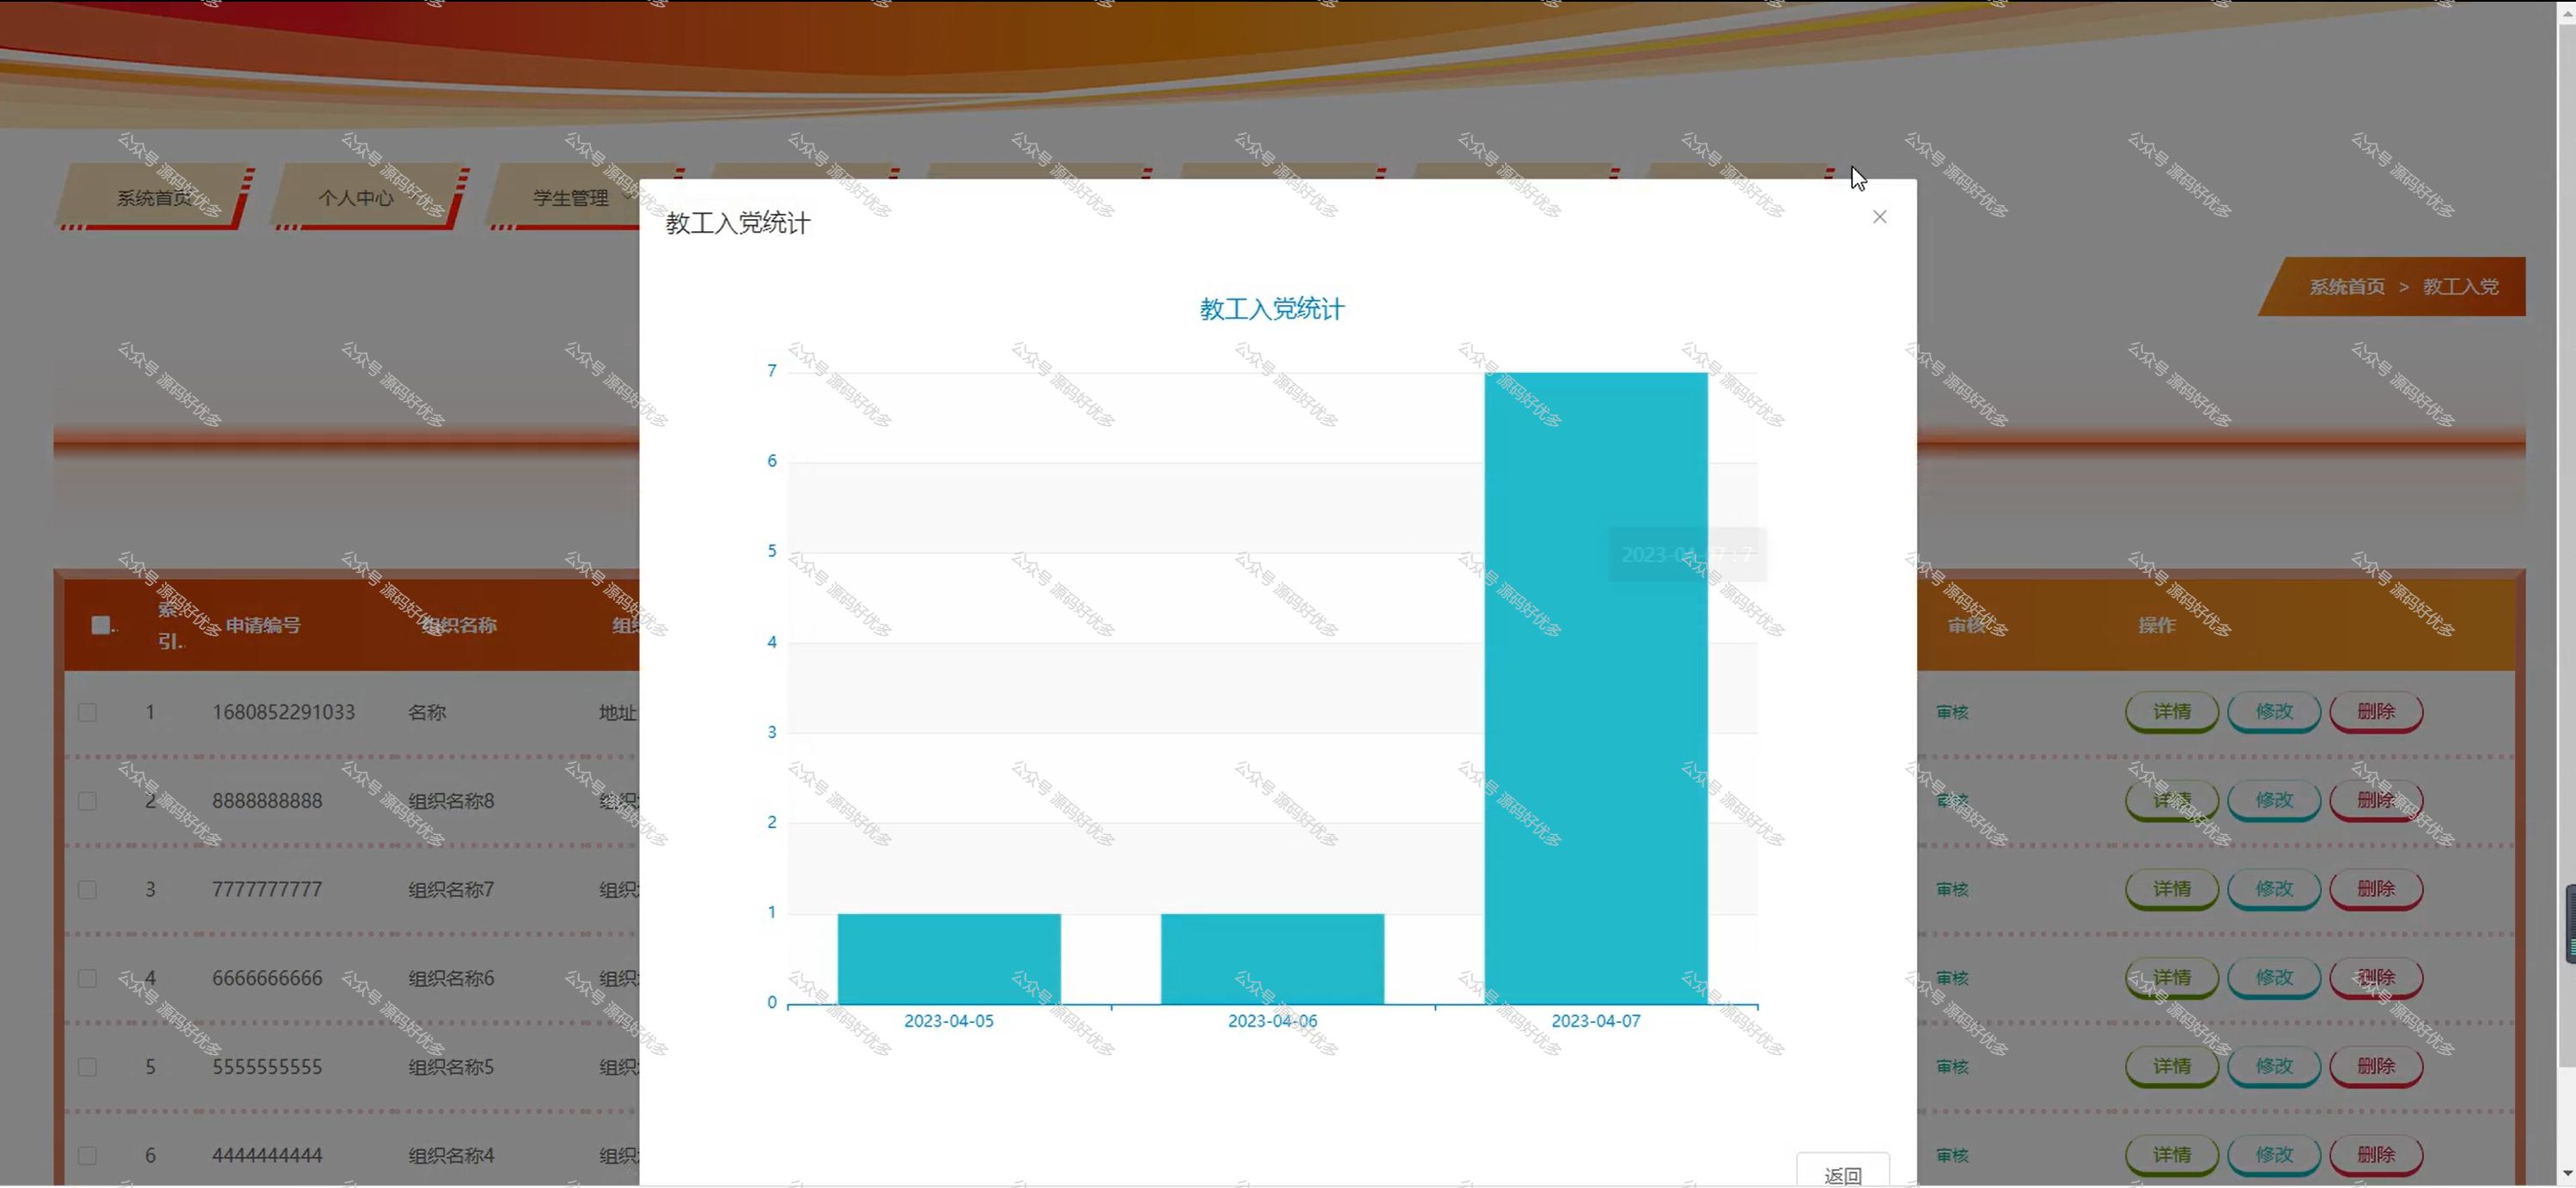 系统首页
个人中心
学生管理
教工入党统计
系统首页 > 教工入党
教工入党统计
7
6
5
4
3
2
1
0
2023-04-05
2023-04-06
2023-04-07
索引.. 申请编号 组织名称 审核 操作
1 1680852291033 名称 地址 审核 详情 修改 删除
2 8888888888 组织名称8 组织 审核 详情 修改 删除
3 7777777777 组织名称7 组织 审核 详情 修改 删除
4 6666666666 组织名称6 组织 审核 详情 修改 删除
5 5555555555 组织名称5 组织 审核 详情 修改 删除
6 4444444444 组织名称4 组织 审核 详情 修改 删除
返回
公众号 源码好优多